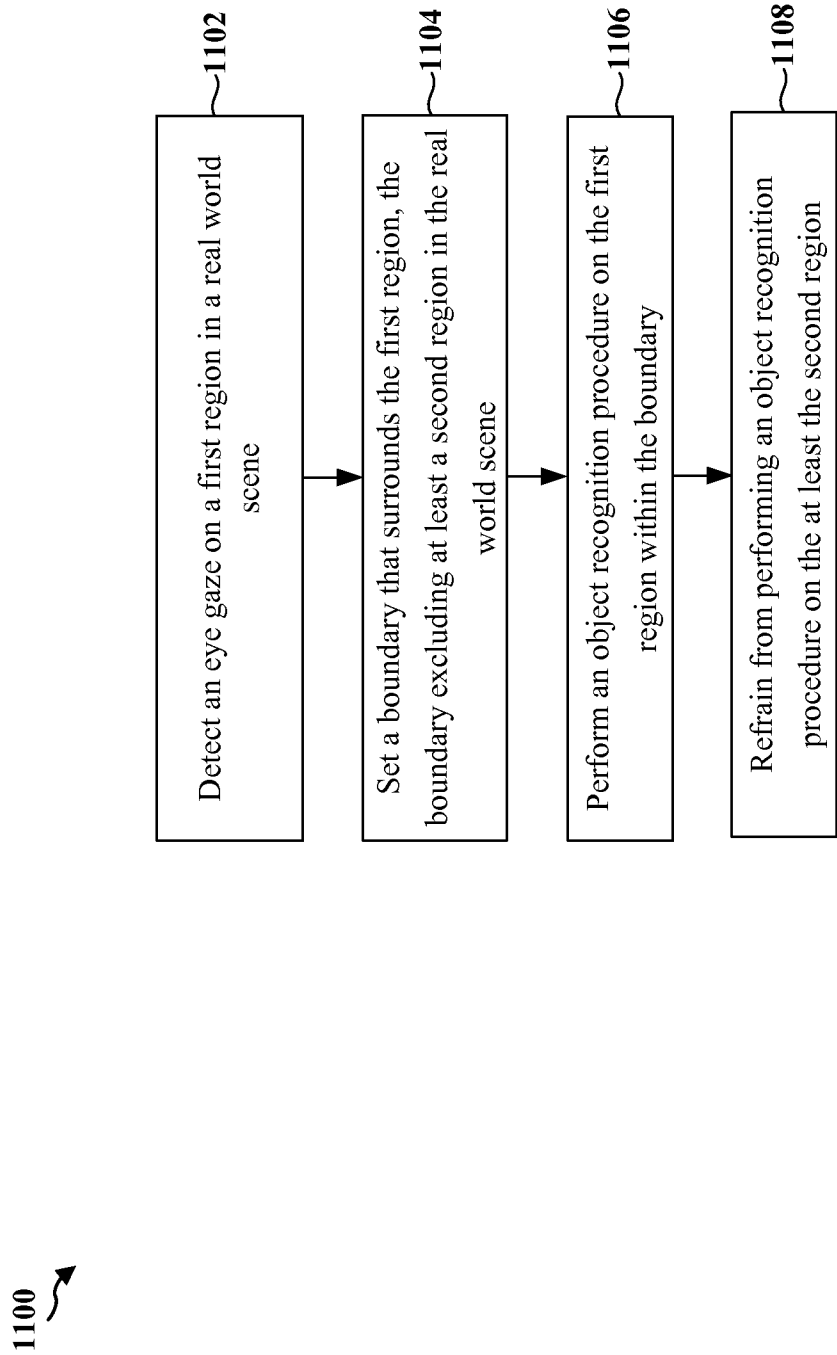 1100
Detect an eye gaze on a first region in a real world
scene
1102
Set a boundary that surrounds the first region, the
boundary excluding at least a second region in the real
world scene
1104
Perform an object recognition procedure on the first
region within the boundary
1106
Refrain from performing an object recognition
procedure on the at least the second region
1108